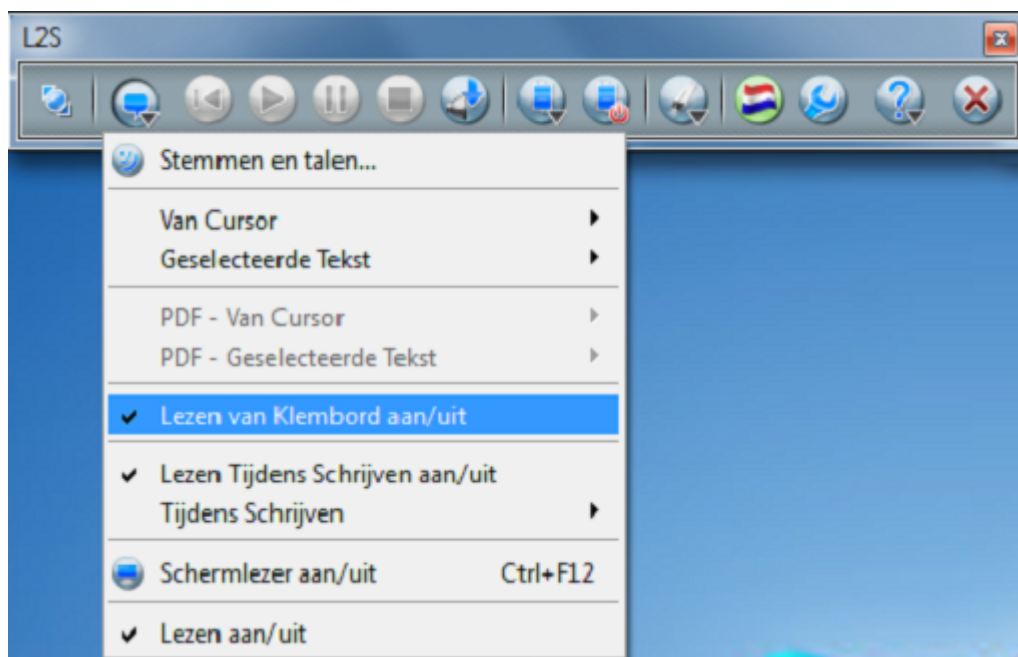 L2S
Stemmen en talen...
Van Cursor
Geselecteerde Tekst
PDF - Van Cursor
PDF - Geselecteerde Tekst
Lezen van Klembord aan/uit
Lezen Tijdens Schrijven aan/uit
Tijdens Schrijven
Schermlezer aan/uit Ctrl+F12
Lezen aan/uit